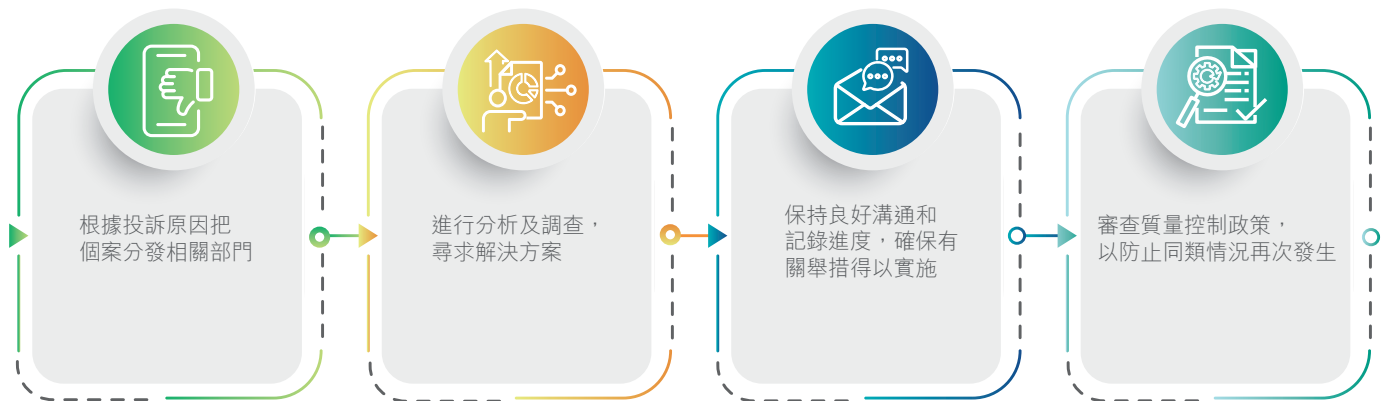 根據投訴原因把
個案分發相關部門
進行分析及調查，
尋求解決方案
保持良好溝通和
記錄進度，確保有
關舉措得以實施
審查質量控制政策，
以防止同類情況再次發生